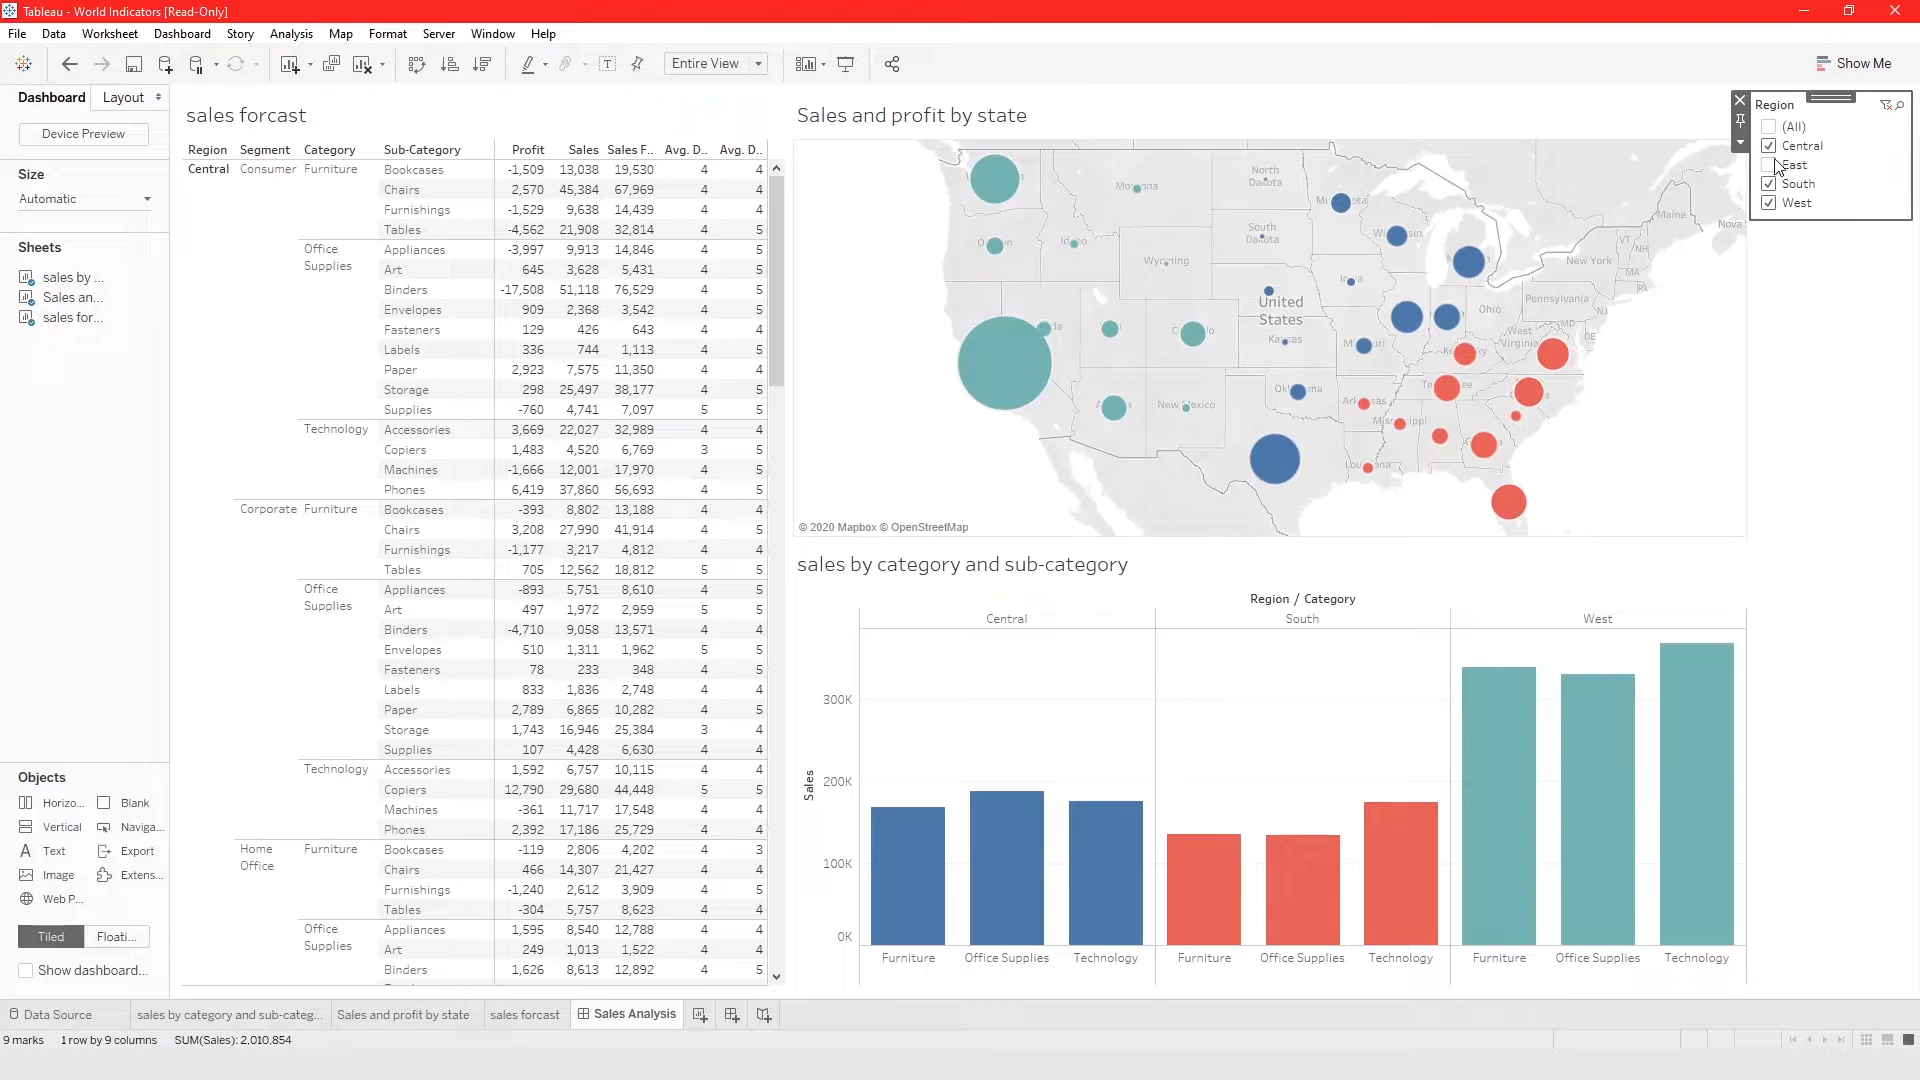 Tableau - World Indicators [Read-Only]
File Data Worksheet Dashboard Story Analysis Map Format Server Window Help
Entire View
Show Me
Dashboard Layout
Device Preview
Size
Automatic
Sheets
sales by ...
Sales an...
sales for...
Objects
Horizo... Blank
Vertical Naviga...
Text Export
Image Extens...
Web P...
Tiled Floati...
Show dashboard...
sales forcast
Region Segment Category Sub-Category Profit Sales Sales F.. Avg. D.. Avg. D..
Central Consumer Furniture Bookcases -1,509 13,038 19,530 4 4
Chairs 2,570 45,384 67,969 4 4
Furnishings -1,529 9,638 14,439 4 4
Tables -4,562 21,908 32,814 4 4
Office Supplies Appliances -3,997 9,913 14,846 4 4
Art 645 3,628 5,431 4 4
Binders -17,508 51,118 76,529 4 4
Envelopes 909 2,368 3,542 4 4
Fasteners 129 426 643 4 4
Labels 336 744 1,113 4 4
Paper 2,923 7,575 11,350 4 4
Storage 298 25,497 38,177 4 5
Supplies -760 4,741 7,097 5 5
Technology Accessories 3,669 22,027 32,989 4 4
Copiers 1,483 4,520 6,769 3 5
Machines -1,666 12,001 17,970 4 5
Phones 6,419 37,860 56,693 4 5
Corporate Furniture Bookcases -393 8,802 13,188 4 4
Chairs 3,208 27,990 41,914 4 5
Furnishings -1,177 3,217 4,812 4 4
Tables 705 12,562 18,812 5 5
Office Supplies Appliances -893 5,751 8,610 4 4
Art 497 1,972 2,959 5 5
Binders -4,710 9,058 13,571 4 4
Envelopes 510 1,311 1,962 5 5
Fasteners 78 233 348 4 4
Labels 833 1,836 2,748 4 4
Paper 2,789 6,865 10,282 4 5
Storage 1,743 16,946 25,384 3 4
Supplies 107 4,428 6,630 4 4
Technology Accessories 1,592 6,757 10,115 4 4
Copiers 12,790 29,680 44,448 5 5
Machines -361 11,717 17,548 4 4
Phones 2,392 17,186 25,729 4 4
Home Office Furniture Bookcases -119 2,806 4,202 4 3
Chairs 466 14,307 21,427 4 4
Furnishings -1,240 2,612 3,909 4 5
Tables -304 5,757 8,623 4 4
Office Supplies Appliances 1,595 8,540 12,788 4 4
Art 249 1,013 1,522 4 4
Binders 1,626 8,613 12,892 4 5
Sales and profit by state
North Dakota
South Dakota
Wyoming
United States
New Mexico
Ohio
Pennsylvania
New York
West Virginia
Maine
VT
NH
MA
NJ
MD
DE
Nova
© 2020 Mapbox © OpenStreetMap
Region
(All)
Central
East
South
West
sales by category and sub-category
Region / Category
Central South West
Sales
300K
200K
100K
0K
Furniture Office Supplies Technology Furniture Office Supplies Technology Furniture Office Supplies Technology
Data Source sales by category and sub-categ... Sales and profit by state sales forcast Sales Analysis
9 marks 1 row by 9 columns SUM(Sales): 2,010,854